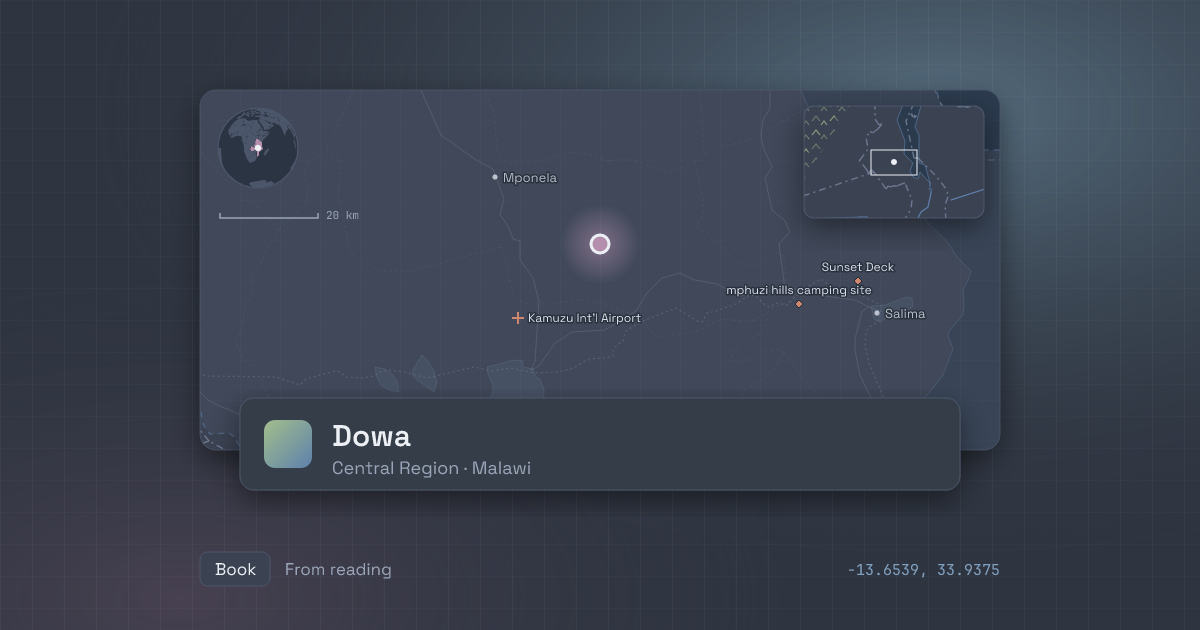 Mponela
20 km
Sunset Deck
mphuzi hills camping site
Salima
Kamuzu Int'l Airport
Dowa
Central Region · Malawi
Book
From reading
-13.6539, 33.9375